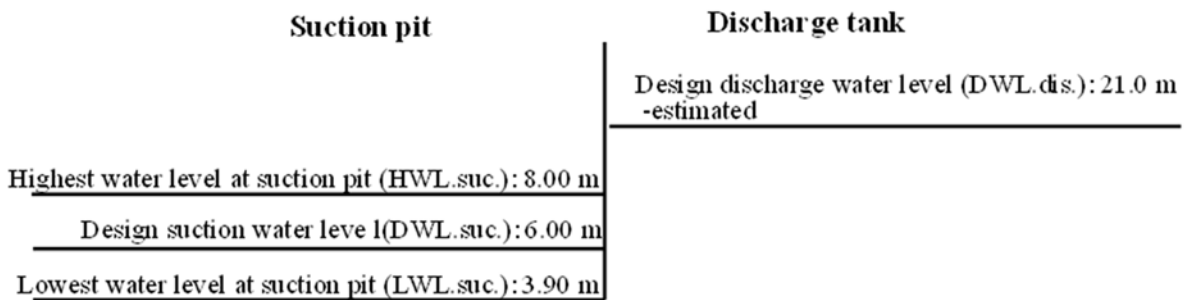 Suction pit
Discharge tank
Design discharge water level (DWL.dis.): 21.0 m
-estimated
Highest water level at suction pit (HWL.suc.): 8.00 m
Design suction water leve l(DWL.suc.): 6.00 m
Lowest water level at suction pit (LWL.suc.): 3.90 m